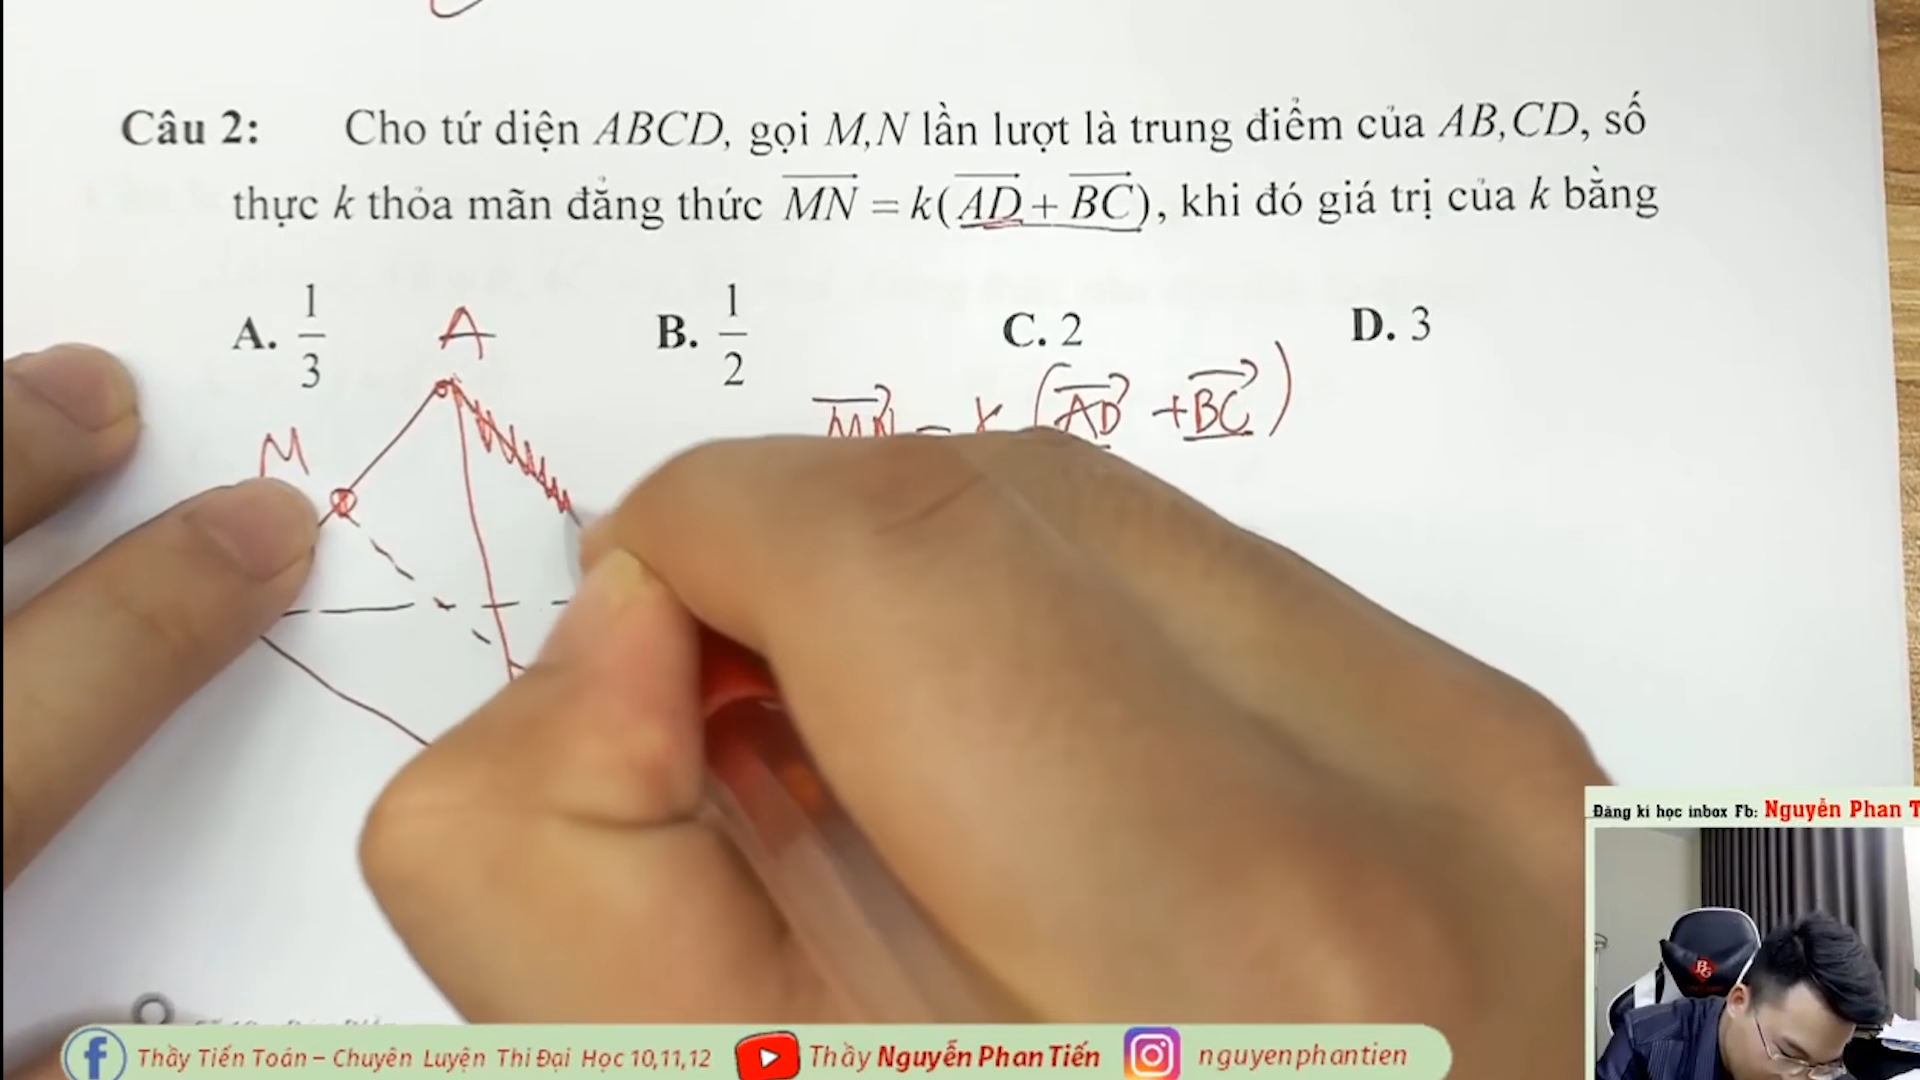 Câu 2: Cho tứ diện ABCD, gọi M,N lần lượt là trung điểm của AB,CD, số
thực k thỏa mãn đẳng thức \overrightarrow{MN} = k(\overrightarrow{AD} + \overrightarrow{BC}), khi đó giá trị của k bằng
A. \frac{1}{3} B. \frac{1}{2} C. 2 D. 3
A
\overrightarrow{MN} = k (\overrightarrow{AD} + \overrightarrow{BC})
M
Đăng kí học inbox Fb: Nguyễn Phan T
Thầy Tiến Toán – Chuyên Luyện Thi Đại Học 10,11,12 Thầy Nguyễn Phan Tiến nguyenphantien